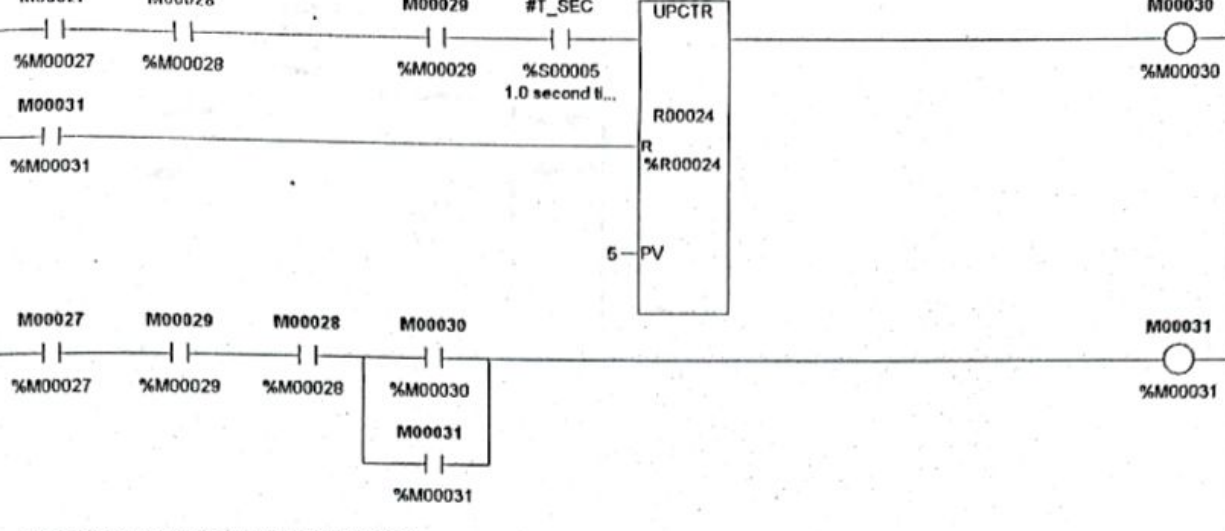 M00029 #T_SEC UPCTR M00030
%M00027 %M00028 %M00029 %S00005 %M00030
1.0 second ti...
M00031
R00024
R
%M00031 %R00024
5 PV
M00027 M00029 M00028 M00030 M00031
%M00027 %M00029 %M00028 %M00030 %M00031
M00031
%M00031